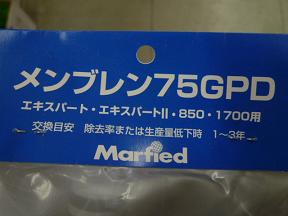 メンブレン75GPD
エキスパート・エキスパートII・850・1700用
交換目安 除去率または生産量低下時 1〜3年
Marfied